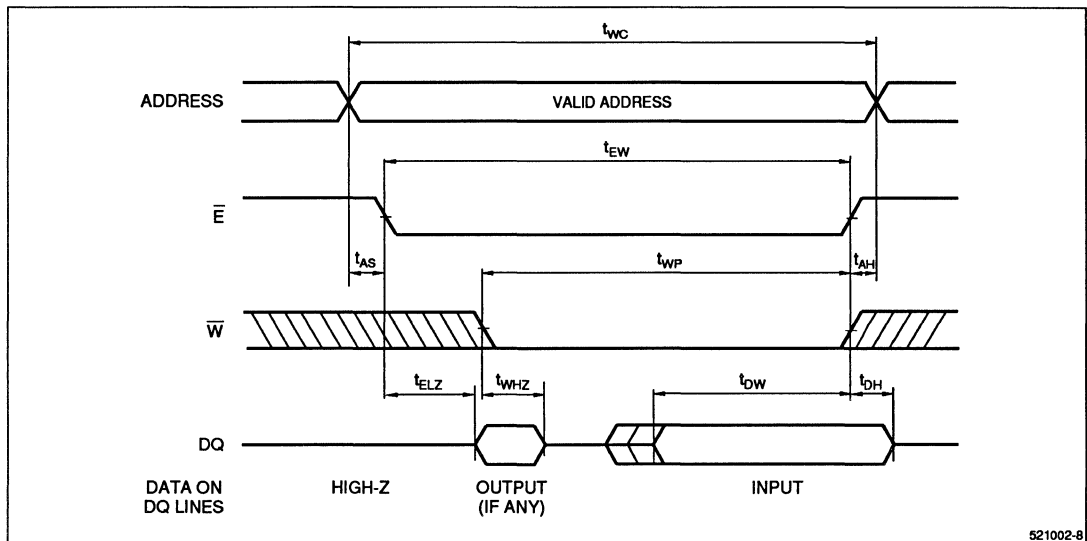 tWC
ADDRESS
VALID ADDRESS
tEW
E̅
tAS
tWP
tAH
W̅
tELZ
tWHZ
tDW
tDH
DQ
DATA ON
DQ LINES
HIGH-Z
OUTPUT
(IF ANY)
INPUT
521002-8